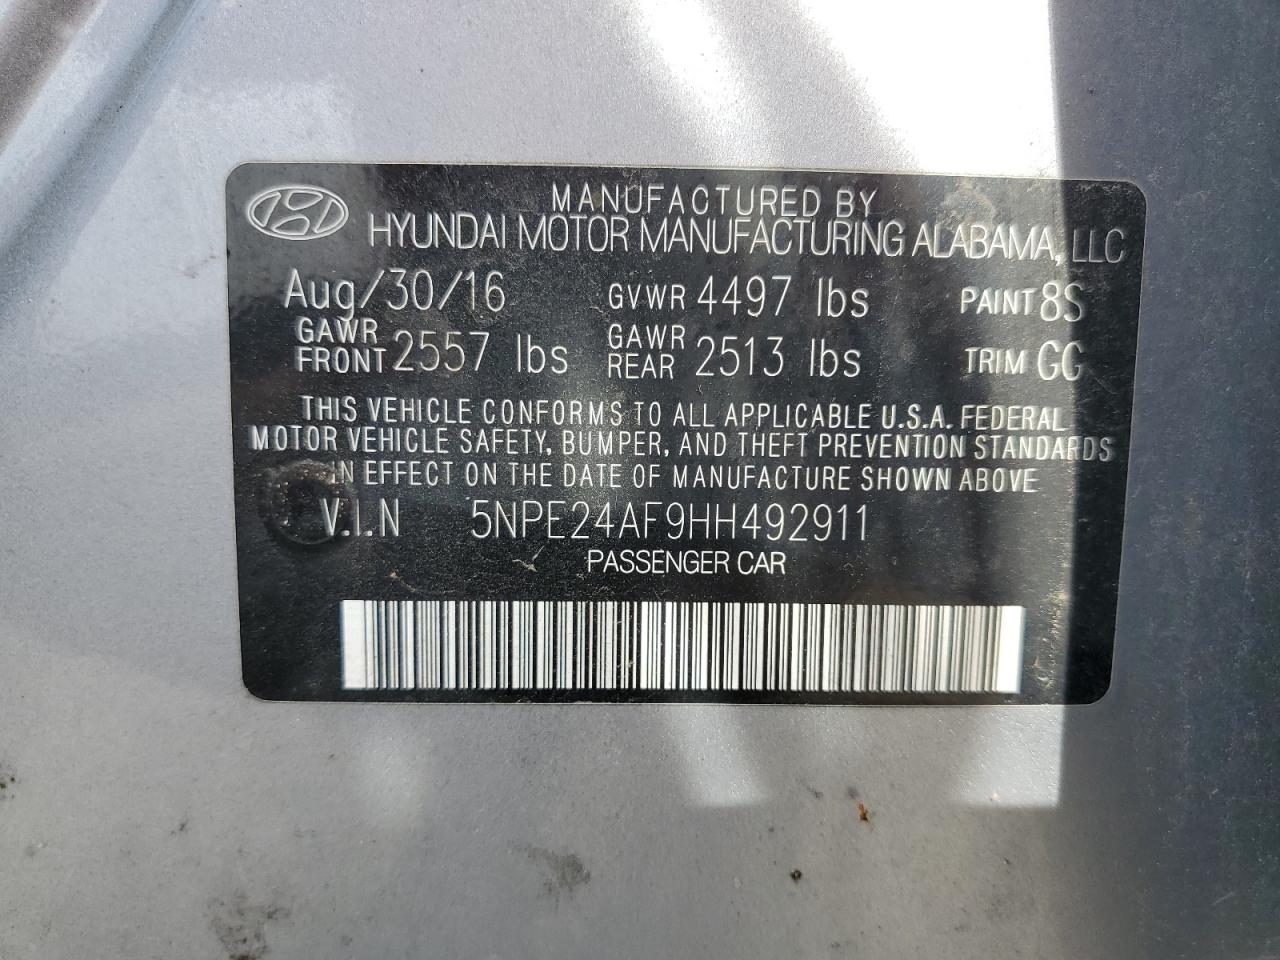 MANUFACTURED BY
HYUNDAI MOTOR MANUFACTURING ALABAMA, LLC
Aug/30/16 GVWR 4497 lbs PAINT 8S
GAWR FRONT 2557 lbs GAWR REAR 2513 lbs TRIM GG
THIS VEHICLE CONFORMS TO ALL APPLICABLE U.S.A. FEDERAL
MOTOR VEHICLE SAFETY, BUMPER, AND THEFT PREVENTION STANDARDS
IN EFFECT ON THE DATE OF MANUFACTURE SHOWN ABOVE
V.I.N 5NPE24AF9HH492911
PASSENGER CAR